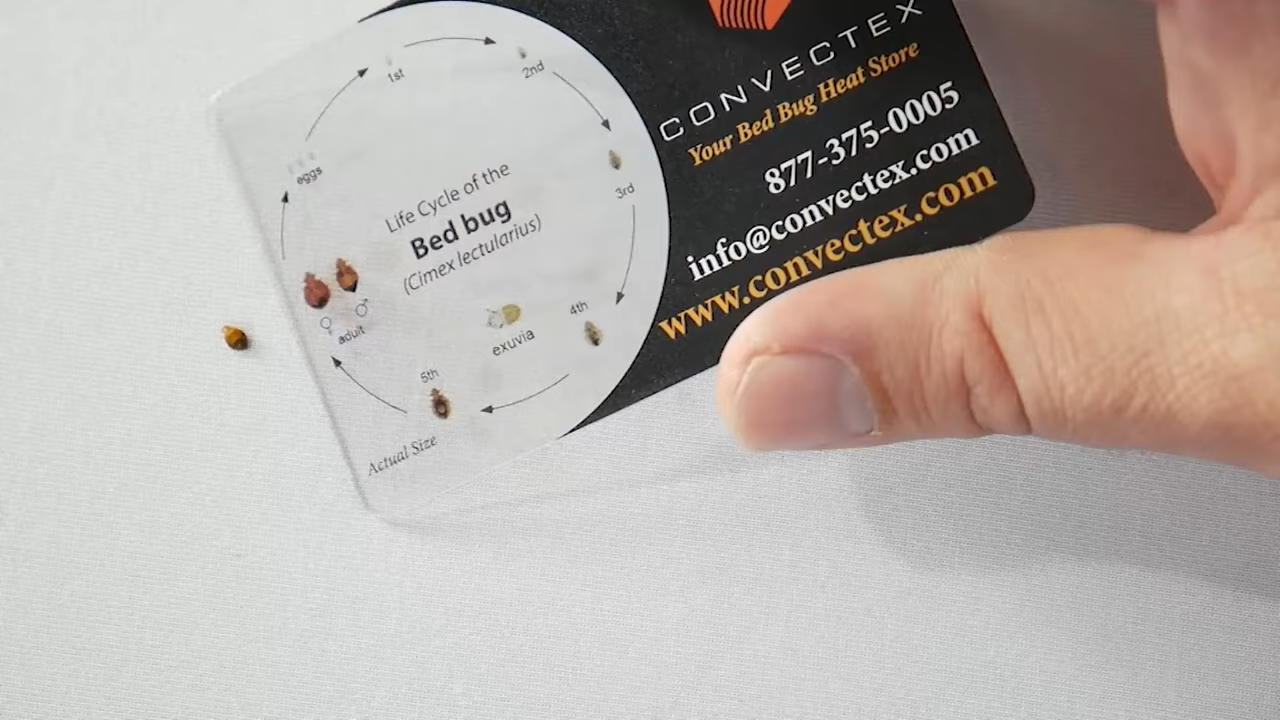 CONVECTEX
Your Bed Bug Heat Store
877-375-0005
info@convectex.com
www.convectex.com
1st
2nd
3rd
4th
5th
eggs
Life Cycle of the
Bed bug
(Cimex lectularius)
exuvia
♀ ♂
adult
Actual Size